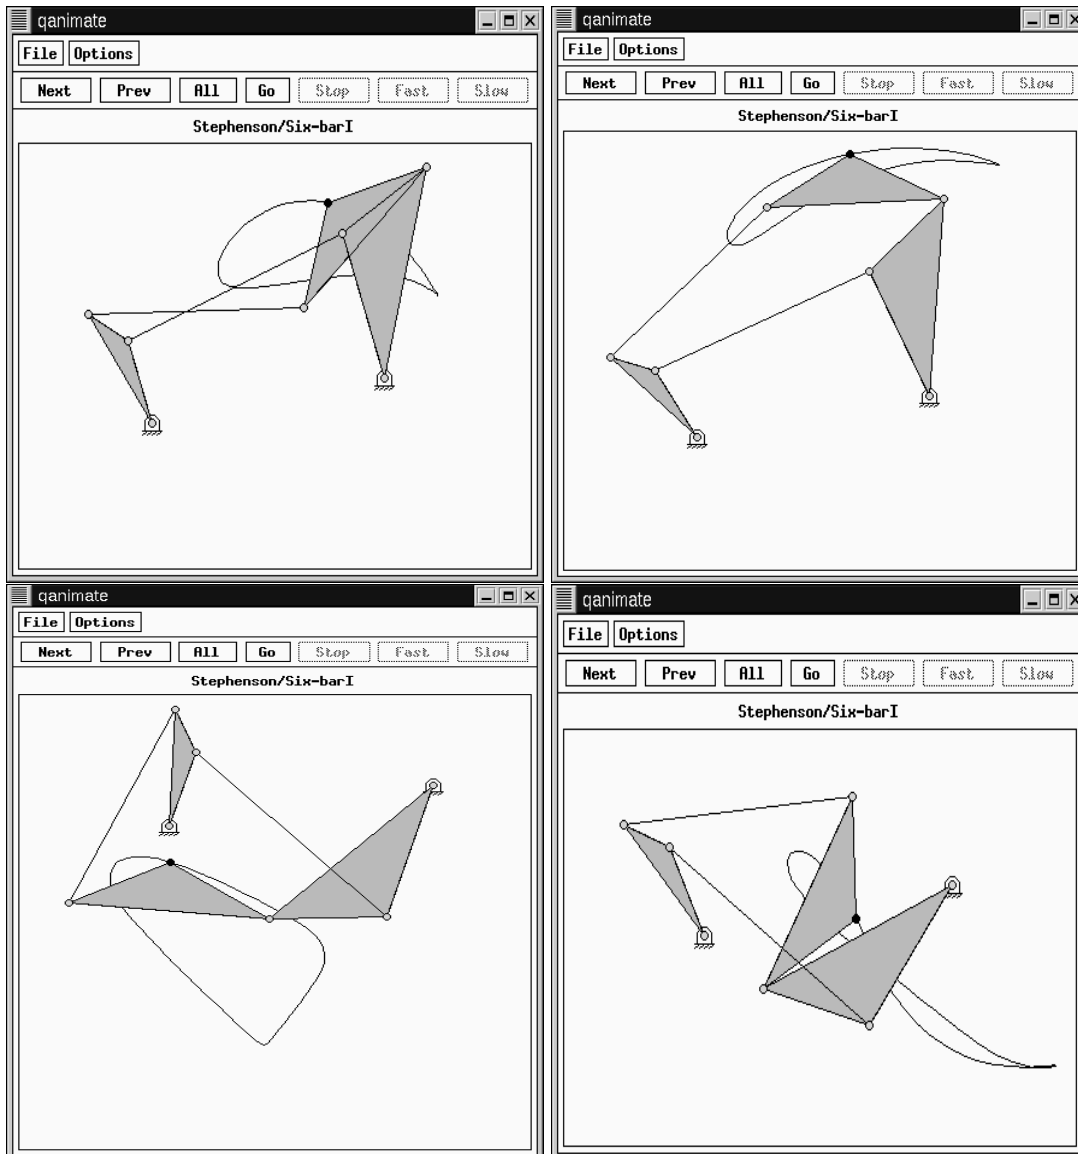 qanimate
File Options
Next Prev All Go Stop Fast Slow
Stephenson/Six-barI
qanimate
File Options
Next Prev All Go Stop Fast Slow
Stephenson/Six-barI
qanimate
File Options
Next Prev All Go Stop Fast Slow
Stephenson/Six-barI
qanimate
File Options
Next Prev All Go Stop Fast Slow
Stephenson/Six-barI